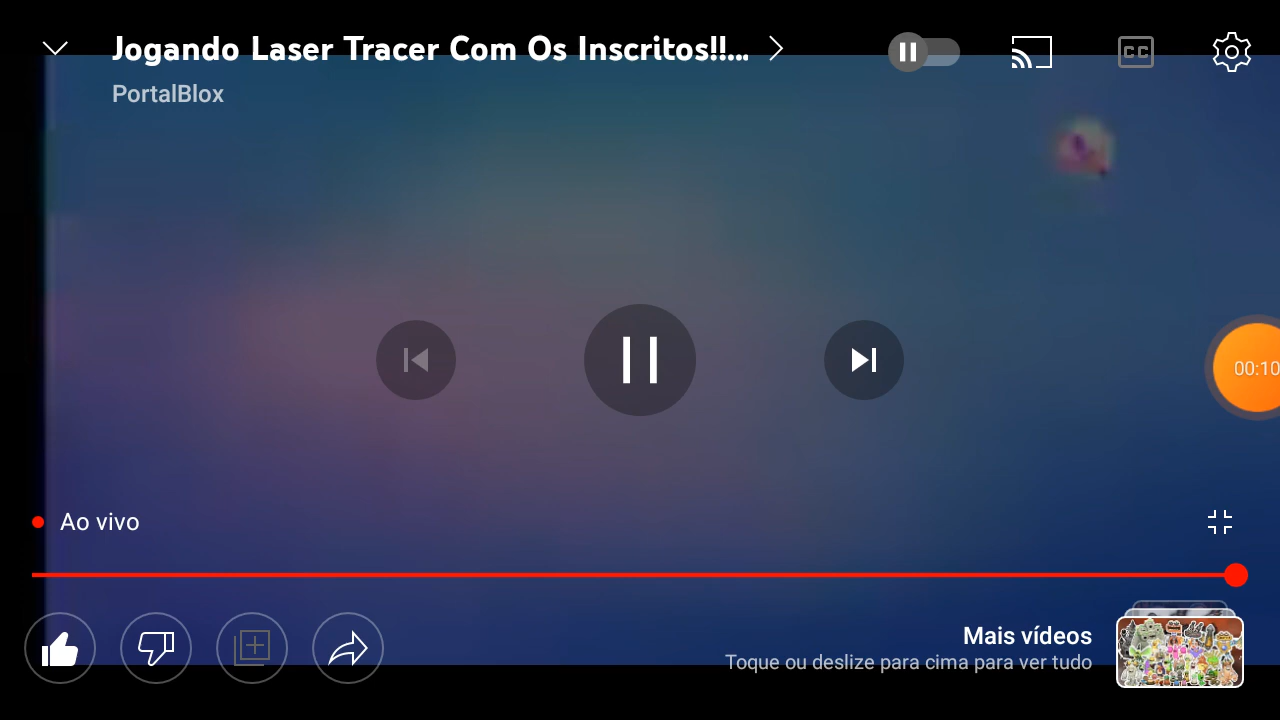 Jogando Laser Tracer Com Os Inscritos!!...
PortalBlox
CC
00:10
Ao vivo
Mais vídeos
Toque ou deslize para cima para ver tudo